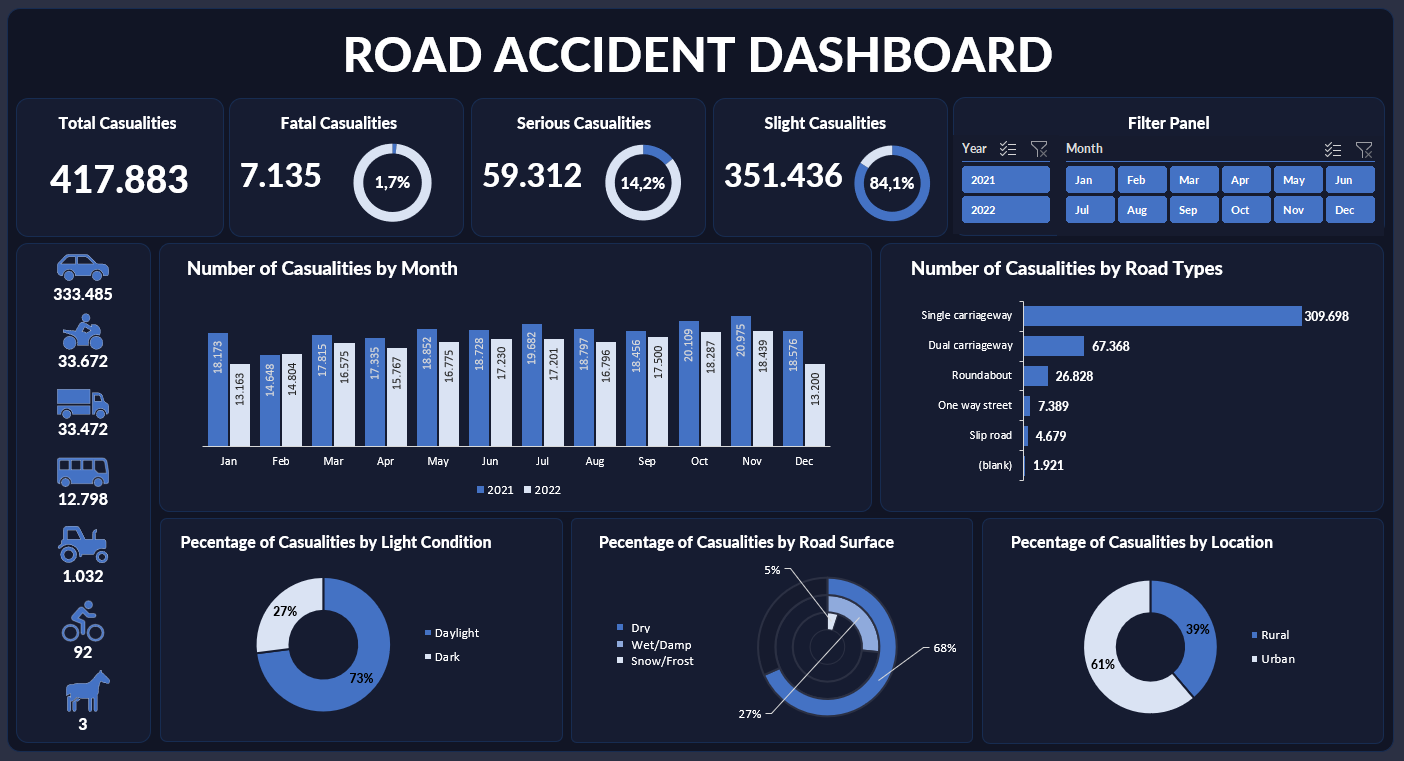 ROAD ACCIDENT DASHBOARD
Total Casualities
417.883
Fatal Casualities
7.135
1,7%
Serious Casualities
59.312
14,2%
Slight Casualities
351.436
84,1%
Filter Panel
Year
2021
2022
Month
Jan Feb Mar Apr May Jun
Jul Aug Sep Oct Nov Dec
333.485
33.672
33.472
12.798
1.032
92
3
Number of Casualities by Month
18.173 13.163 14.648 14.804 17.815 16.575 17.335 15.767 18.852 16.775 18.728 17.230 19.682 17.201 18.797 16.796 18.456 17.500 20.109 18.287 20.975 18.439 18.576 13.200
Jan Feb Mar Apr May Jun Jul Aug Sep Oct Nov Dec
2021 2022
Number of Casualities by Road Types
Single carriageway 309.698
Dual carriageway 67.368
Roundabout 26.828
One way street 7.389
Slip road 4.679
(blank) 1.921
Pecentage of Casualities by Light Condition
27%
73%
Daylight
Dark
Pecentage of Casualities by Road Surface
Dry
Wet/Damp
Snow/Frost
5%
68%
27%
Pecentage of Casualities by Location
39%
61%
Rural
Urban